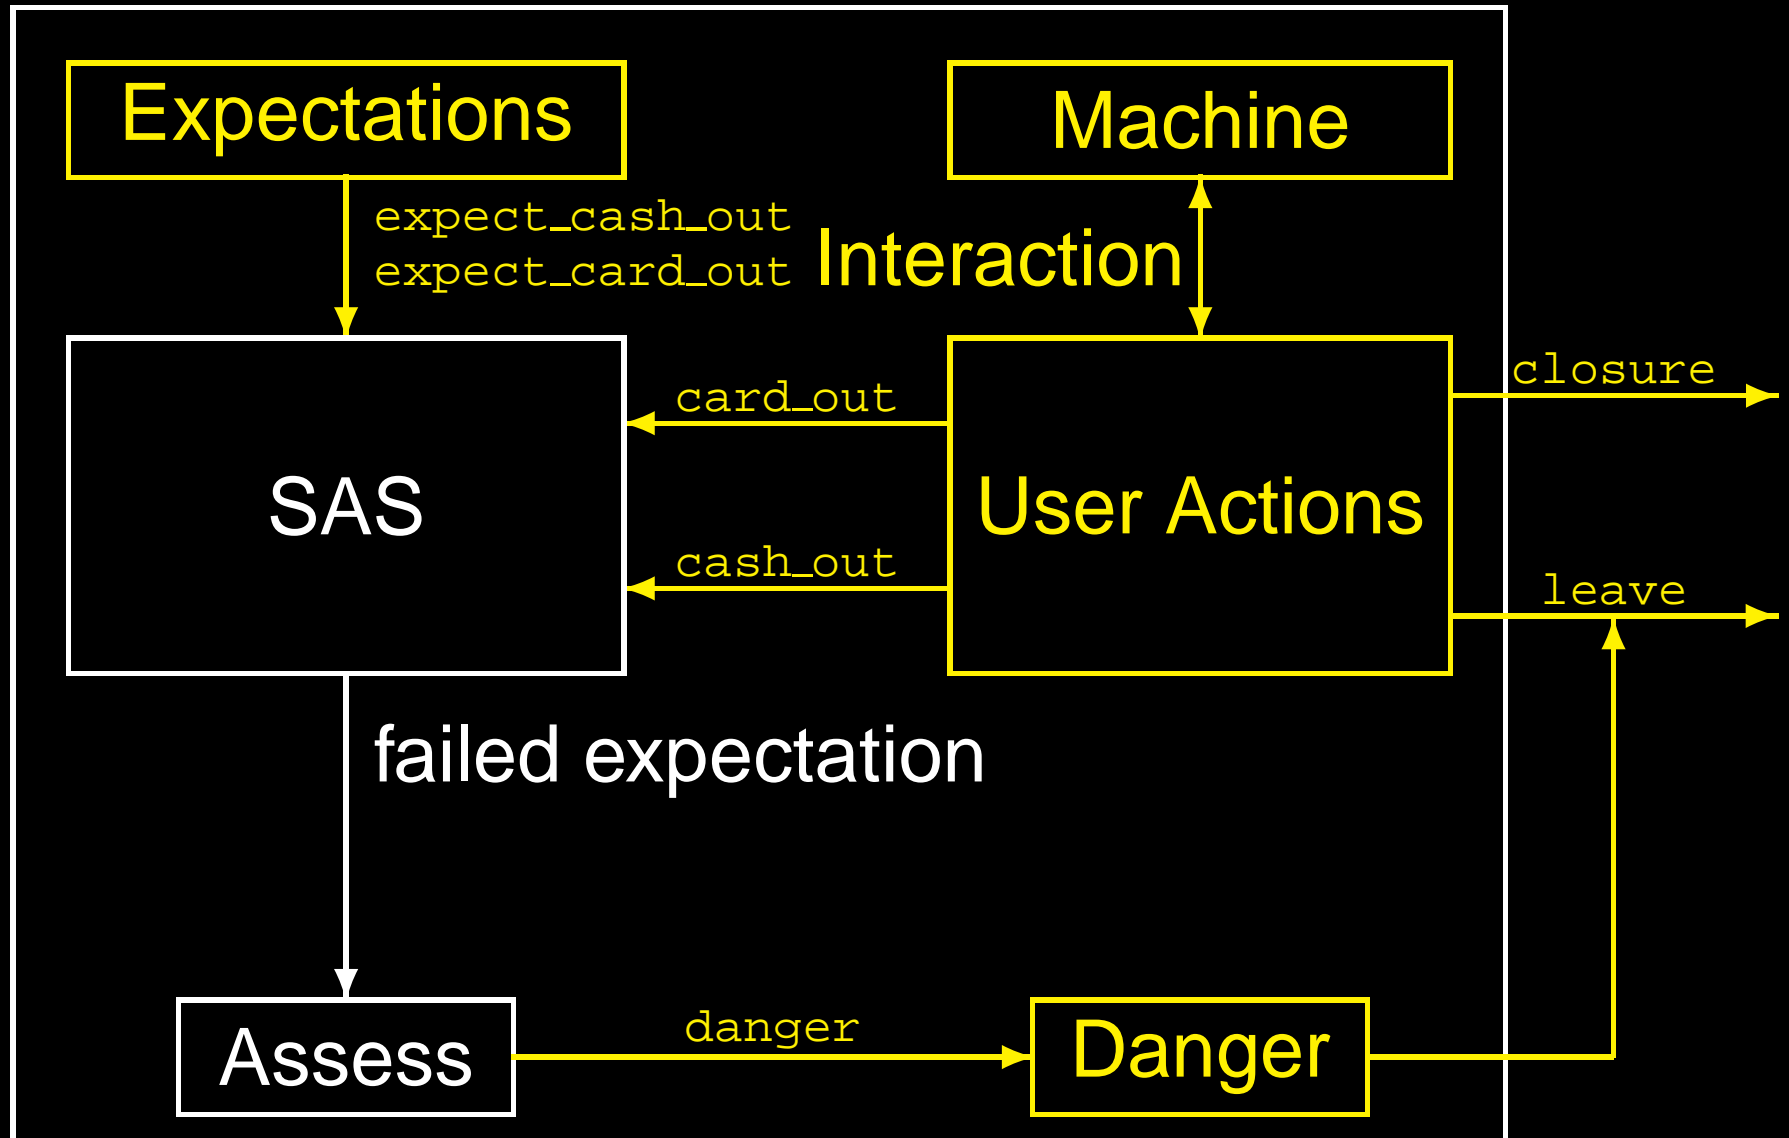 Expectations
Machine
expect_cash_out
expect_card_out
Interaction
closure
card_out
SAS
User Actions
cash_out
leave
failed expectation
danger
Assess
Danger